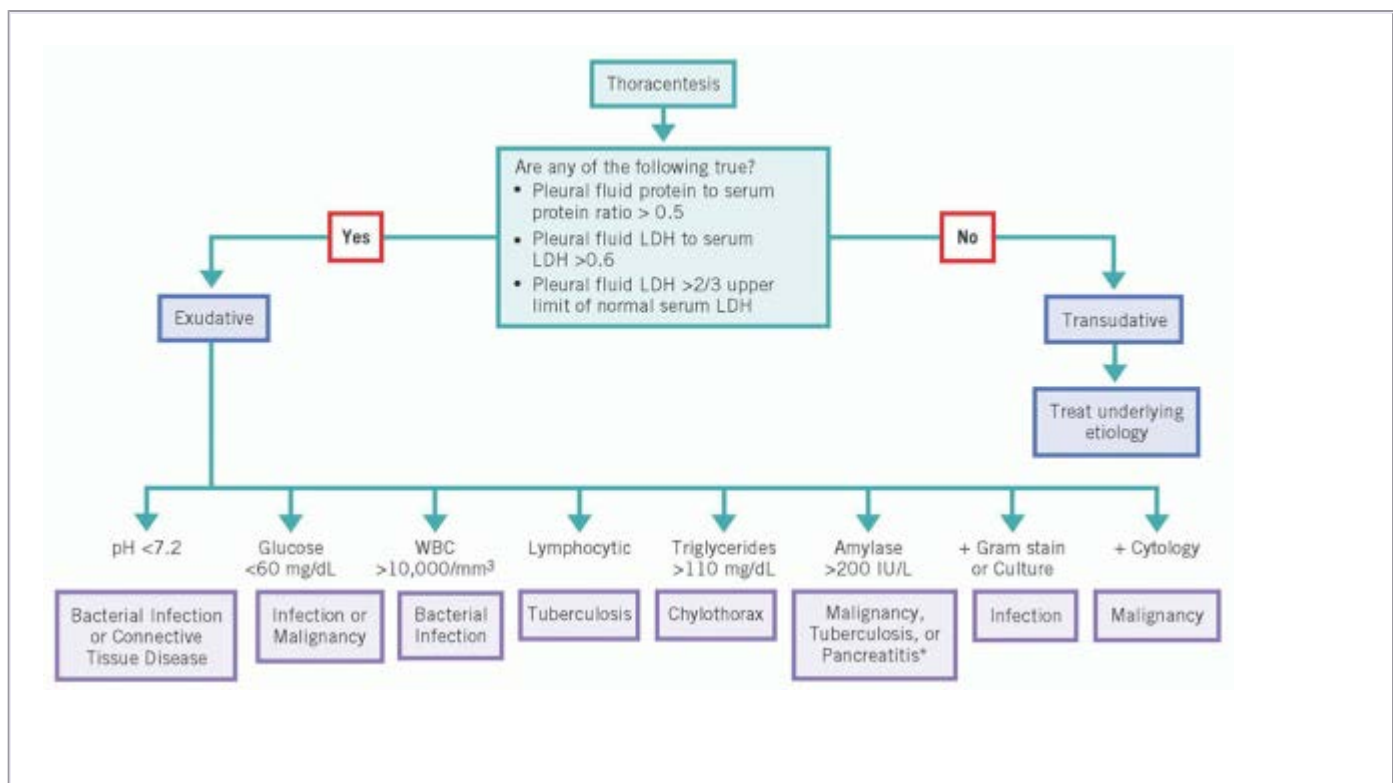 Thoracentesis
Are any of the following true?
• Pleural fluid protein to serum
protein ratio > 0.5
• Pleural fluid LDH to serum
LDH >0.6
• Pleural fluid LDH >2/3 upper
limit of normal serum LDH
Yes
No
Exudative
Transudative
Treat underlying
etiology
pH <7.2
Bacterial Infection
or Connective
Tissue Disease
Glucose
<60 mg/dL
Infection or
Malignancy
WBC
>10,000/mm³
Bacterial
Infection
Lymphocytic
Tuberculosis
Triglycerides
>110 mg/dL
Chylothorax
Amylase
>200 IU/L
Malignancy,
Tuberculosis, or
Pancreatitis*
+ Gram stain
or Culture
Infection
+ Cytology
Malignancy